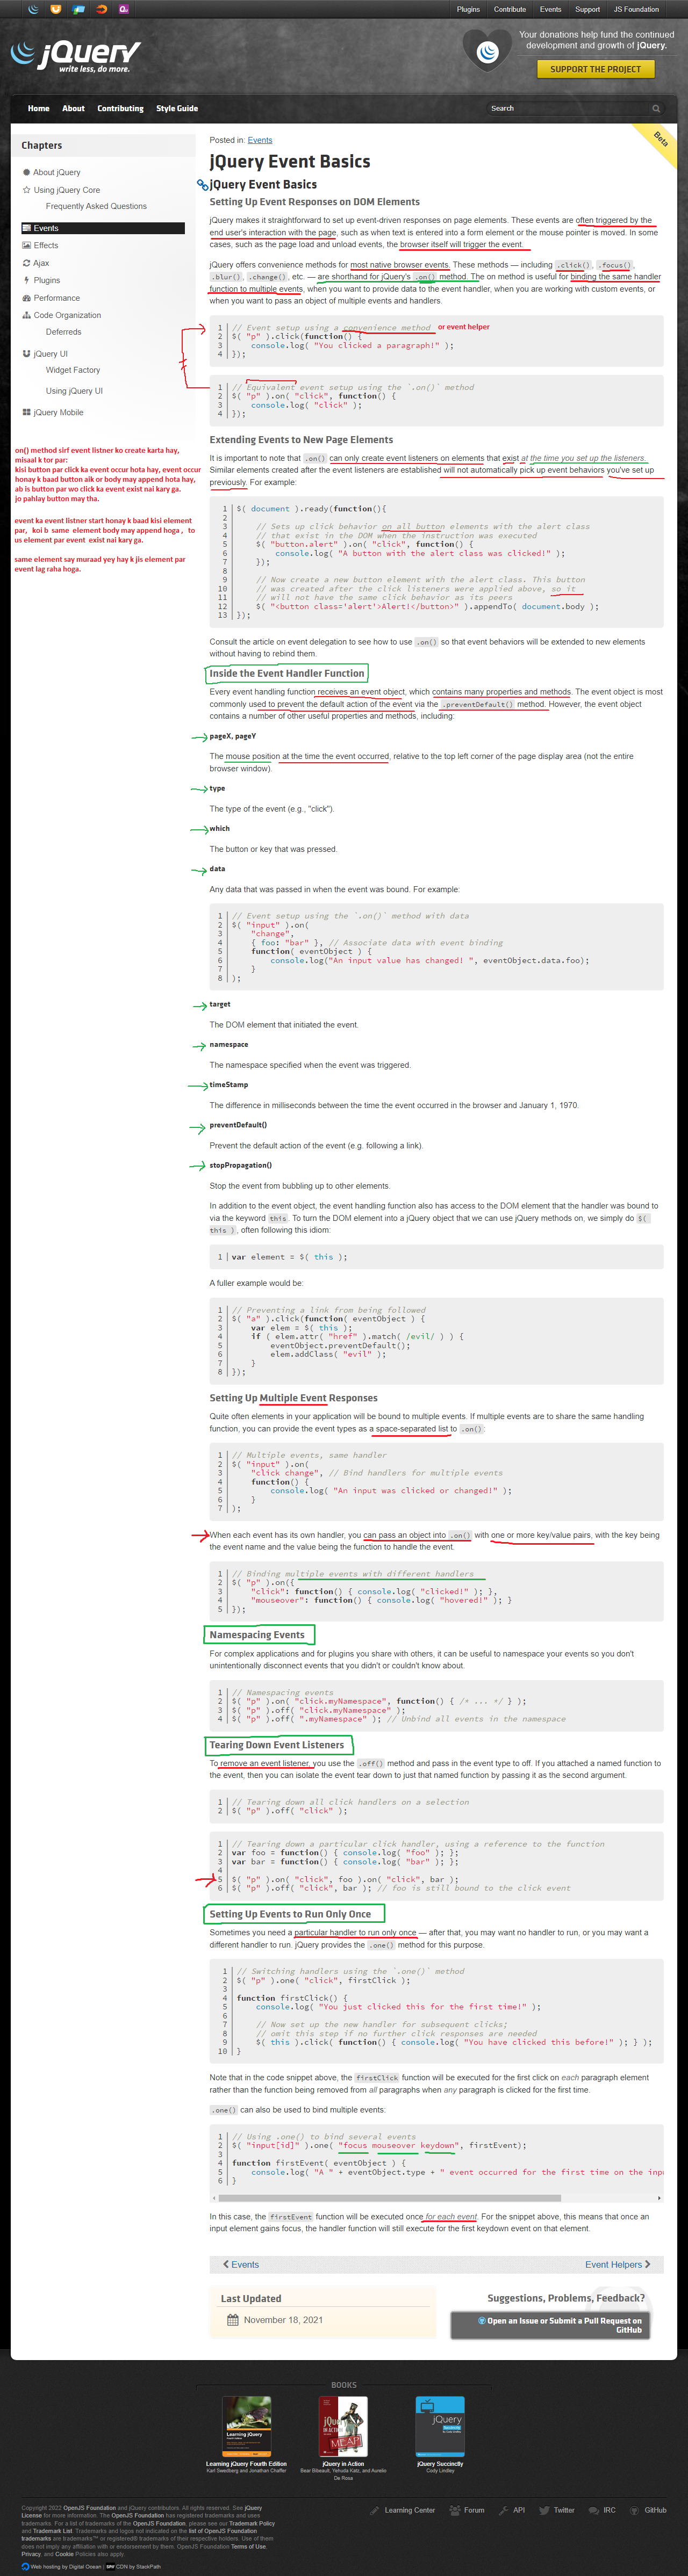 Plugins Contribute Events Support JS Foundation
jQuery
write less, do more.
Your donations help fund the continued
development and growth of jQuery.
SUPPORT THE PROJECT
Home About Contributing Style Guide
Search
Beta
Chapters
About jQuery
Using jQuery Core
Frequently Asked Questions
Events
Effects
Ajax
Plugins
Performance
Code Organization
Deferreds
jQuery UI
Widget Factory
Using jQuery UI
jQuery Mobile
on() method sirf event listner ko create karta hay,
misaal k tor par:
kisi button par click ka event occur hota hay, event occur
honay k baad button aik or body may append hota hay,
ab is button par wo click ka event exist nai kary ga.
jo pahlay button may tha.
event ka event listner start honay k baad kisi element
par, koi b same element body may append hoga , to
us element par event exist nai kary ga.
same element say muraad yey hay k jis element par
event lag raha hoga.
Posted in: Events
jQuery Event Basics
jQuery Event Basics
Setting Up Event Responses on DOM Elements
jQuery makes it straightforward to set up event-driven responses on page elements. These events are often triggered by the
end user's interaction with the page, such as when text is entered into a form element or the mouse pointer is moved. In some
cases, such as the page load and unload events, the browser itself will trigger the event.
jQuery offers convenience methods for most native browser events. These methods — including .click(), .focus(),
.blur(), .change(), etc. — are shorthand for jQuery's .on() method. The on method is useful for binding the same handler
function to multiple events, when you want to provide data to the event handler, when you are working with custom events, or
when you want to pass an object of multiple events and handlers.
1 // Event setup using a convenience method or event helper
2 $( "p" ).click(function() {
3 console.log( "You clicked a paragraph!" );
4 });
1 // Equivalent event setup using the `.on()` method
2 $( "p" ).on( "click", function() {
3 console.log( "click" );
4 });
Extending Events to New Page Elements
It is important to note that .on() can only create event listeners on elements that exist at the time you set up the listeners.
Similar elements created after the event listeners are established will not automatically pick up event behaviors you've set up
previously. For example:
1 $( document ).ready(function(){
2
3 // Sets up click behavior on all button elements with the alert class
4 // that exist in the DOM when the instruction was executed
5 $( "button.alert" ).on( "click", function() {
6 console.log( "A button with the alert class was clicked!" );
7 });
8
9 // Now create a new button element with the alert class. This button
10 // was created after the click listeners were applied above, so it
11 // will not have the same click behavior as its peers
12 $( "<button class='alert'>Alert!</button>" ).appendTo( document.body );
13 });
Consult the article on event delegation to see how to use .on() so that event behaviors will be extended to new elements
without having to rebind them.
Inside the Event Handler Function
Every event handling function receives an event object, which contains many properties and methods. The event object is most
commonly used to prevent the default action of the event via the .preventDefault() method. However, the event object
contains a number of other useful properties and methods, including:
pageX, pageY
The mouse position at the time the event occurred, relative to the top left corner of the page display area (not the entire
browser window).
type
The type of the event (e.g., "click").
which
The button or key that was pressed.
data
Any data that was passed in when the event was bound. For example:
1 // Event setup using the `.on()` method with data
2 $( "input" ).on(
3 "change",
4 { foo: "bar" }, // Associate data with event binding
5 function( eventObject ) {
6 console.log("An input value has changed! ", eventObject.data.foo);
7 }
8 );
target
The DOM element that initiated the event.
namespace
The namespace specified when the event was triggered.
timeStamp
The difference in milliseconds between the time the event occurred in the browser and January 1, 1970.
preventDefault()
Prevent the default action of the event (e.g. following a link).
stopPropagation()
Stop the event from bubbling up to other elements.
In addition to the event object, the event handling function also has access to the DOM element that the handler was bound to
via the keyword this. To turn the DOM element into a jQuery object that we can use jQuery methods on, we simply do $(
this ), often following this idiom:
1 var element = $( this );
A fuller example would be:
1 // Preventing a link from being followed
2 $( "a" ).click(function( eventObject ) {
3 var elem = $( this );
4 if ( elem.attr( "href" ).match( /evil/ ) ) {
5 eventObject.preventDefault();
6 elem.addClass( "evil" );
7 }
8 });
Setting Up Multiple Event Responses
Quite often elements in your application will be bound to multiple events. If multiple events are to share the same handling
function, you can provide the event types as a space-separated list to .on():
1 // Multiple events, same handler
2 $( "input" ).on(
3 "click change", // Bind handlers for multiple events
4 function() {
5 console.log( "An input was clicked or changed!" );
6 }
7 );
When each event has its own handler, you can pass an object into .on() with one or more key/value pairs, with the key being
the event name and the value being the function to handle the event.
1 // Binding multiple events with different handlers
2 $( "p" ).on({
3 "click": function() { console.log( "clicked!" ); },
4 "mouseover": function() { console.log( "hovered!" ); }
5 });
Namespacing Events
For complex applications and for plugins you share with others, it can be useful to namespace your events so you don't
unintentionally disconnect events that you didn't or couldn't know about.
1 // Namespacing events
2 $( "p" ).on( "click.myNamespace", function() { /* ... */ } );
3 $( "p" ).off( "click.myNamespace" );
4 $( "p" ).off( ".myNamespace" ); // Unbind all events in the namespace
Tearing Down Event Listeners
To remove an event listener, you use the .off() method and pass in the event type to off. If you attached a named function to
the event, then you can isolate the event tear down to just that named function by passing it as the second argument.
1 // Tearing down all click handlers on a selection
2 $( "p" ).off( "click" );
1 // Tearing down a particular click handler, using a reference to the function
2 var foo = function() { console.log( "foo" ); };
3 var bar = function() { console.log( "bar" ); };
4
5 $( "p" ).on( "click", foo ).on( "click", bar );
6 $( "p" ).off( "click", bar ); // foo is still bound to the click event
Setting Up Events to Run Only Once
Sometimes you need a particular handler to run only once — after that, you may want no handler to run, or you may want a
different handler to run. jQuery provides the .one() method for this purpose.
1 // Switching handlers using the `.one()` method
2 $( "p" ).one( "click", firstClick );
3
4 function firstClick() {
5 console.log( "You just clicked this for the first time!" );
6
7 // Now set up the new handler for subsequent clicks;
8 // omit this step if no further click responses are needed
9 $( this ).click( function() { console.log( "You have clicked this before!" ); } );
10 }
Note that in the code snippet above, the firstClick function will be executed for the first click on each paragraph element
rather than the function being removed from all paragraphs when any paragraph is clicked for the first time.
.one() can also be used to bind multiple events:
1 // Using .one() to bind several events
2 $( "input[id]" ).one( "focus mouseover keydown", firstEvent);
3
4 function firstEvent( eventObject ) {
5 console.log( "A " + eventObject.type + " event occurred for the first time on the inpu
6 }
In this case, the firstEvent function will be executed once for each event. For the snippet above, this means that once an
input element gains focus, the handler function will still execute for the first keydown event on that element.
Events Event Helpers
Last Updated
November 18, 2021
Suggestions, Problems, Feedback?
Open an Issue or Submit a Pull Request on
GitHub
BOOKS
Learning jQuery Fourth Edition
Karl Swedberg and Jonathan Chaffer
jQuery in Action
Bear Bibeault, Yehuda Katz, and Aurelio
De Rosa
jQuery Succinctly
Cody Lindley
Copyright 2022 OpenJS Foundation and jQuery contributors. All rights reserved. See jQuery
License for more information. The OpenJS Foundation has registered trademarks and uses
trademarks. For a list of trademarks of the OpenJS Foundation, please see our Trademark Policy
and Trademark List. Trademarks and logos not indicated on the list of OpenJS Foundation
trademarks are trademarks™ or registered® trademarks of their respective holders. Use of them
does not imply any affiliation with or endorsement by them. OpenJS Foundation Terms of Use,
Privacy, and Cookie Policies also apply.
Web hosting by Digital Ocean | CDN by StackPath
Learning Center Forum API Twitter IRC GitHub